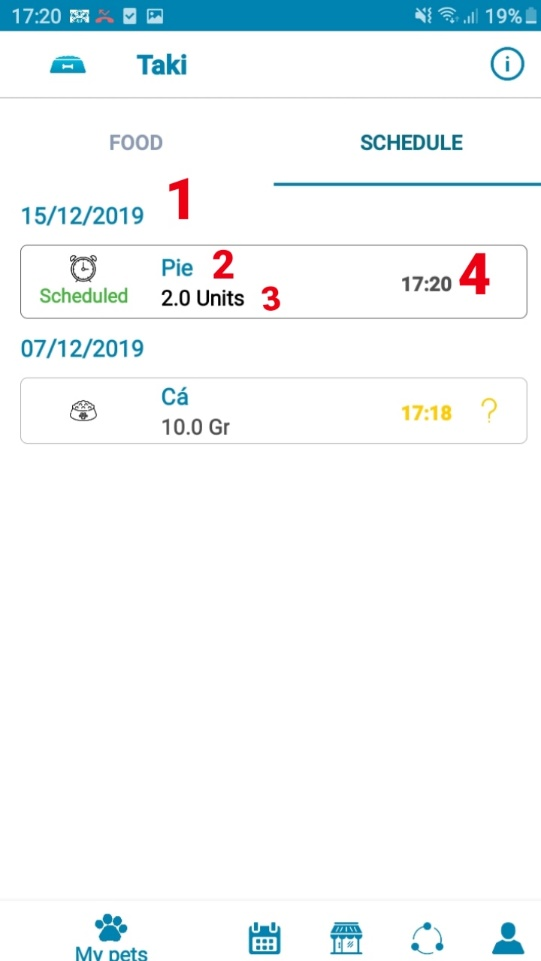 17:20 19%
Taki
FOOD SCHEDULE
15/12/2019 1
Pie 2
Scheduled 2.0 Units 3 17:20 4
07/12/2019
Cá
10.0 Gr 17:18 ?
My pets